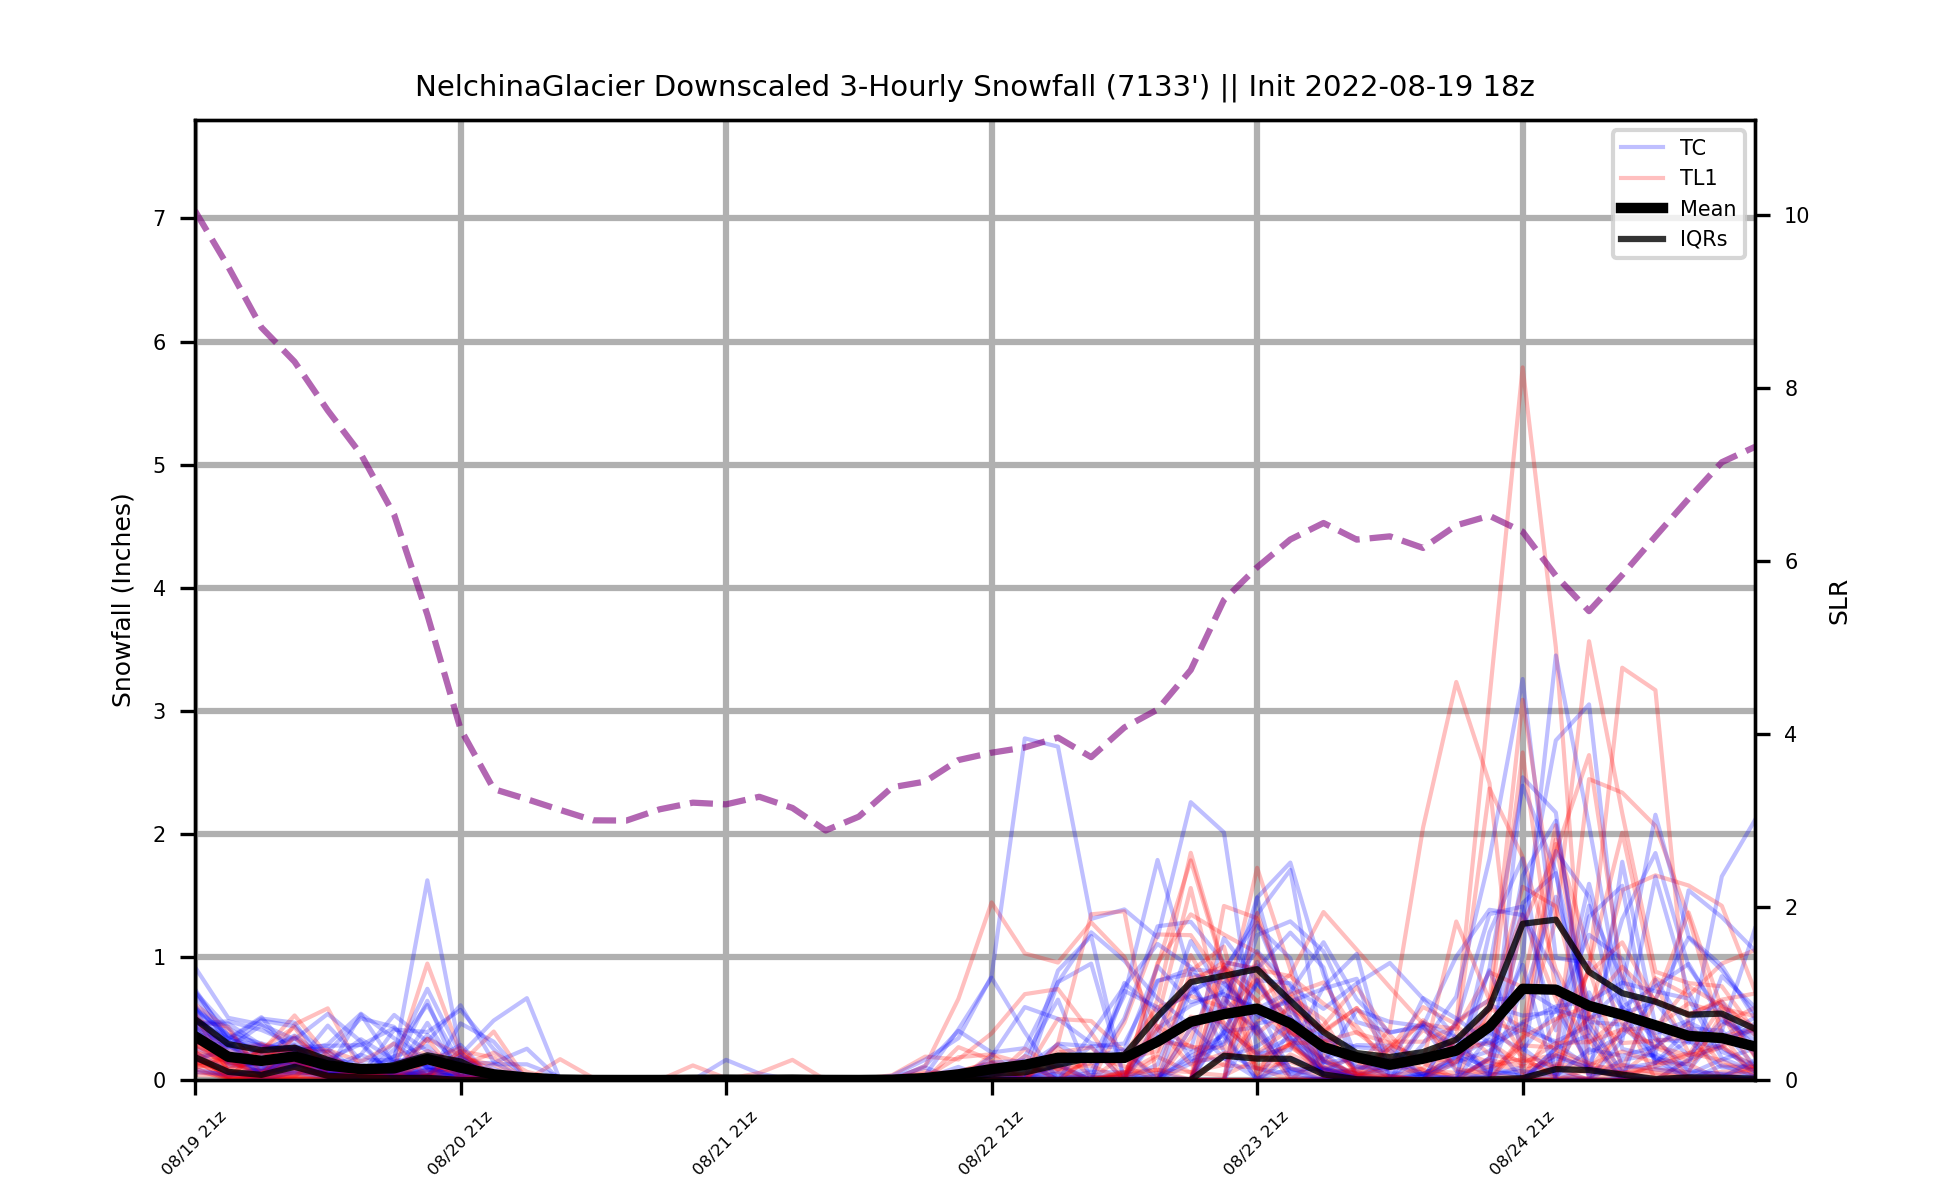 NelchinaGlacier Downscaled 3-Hourly Snowfall (7133') || Init 2022-08-19 18z
TC
TL1
Mean
IQRs
7
6
5
4
3
2
1
0
Snowfall (Inches)
10
8
6
4
2
0
SLR
08/19 21z
08/20 21z
08/21 21z
08/22 21z
08/23 21z
08/24 21z